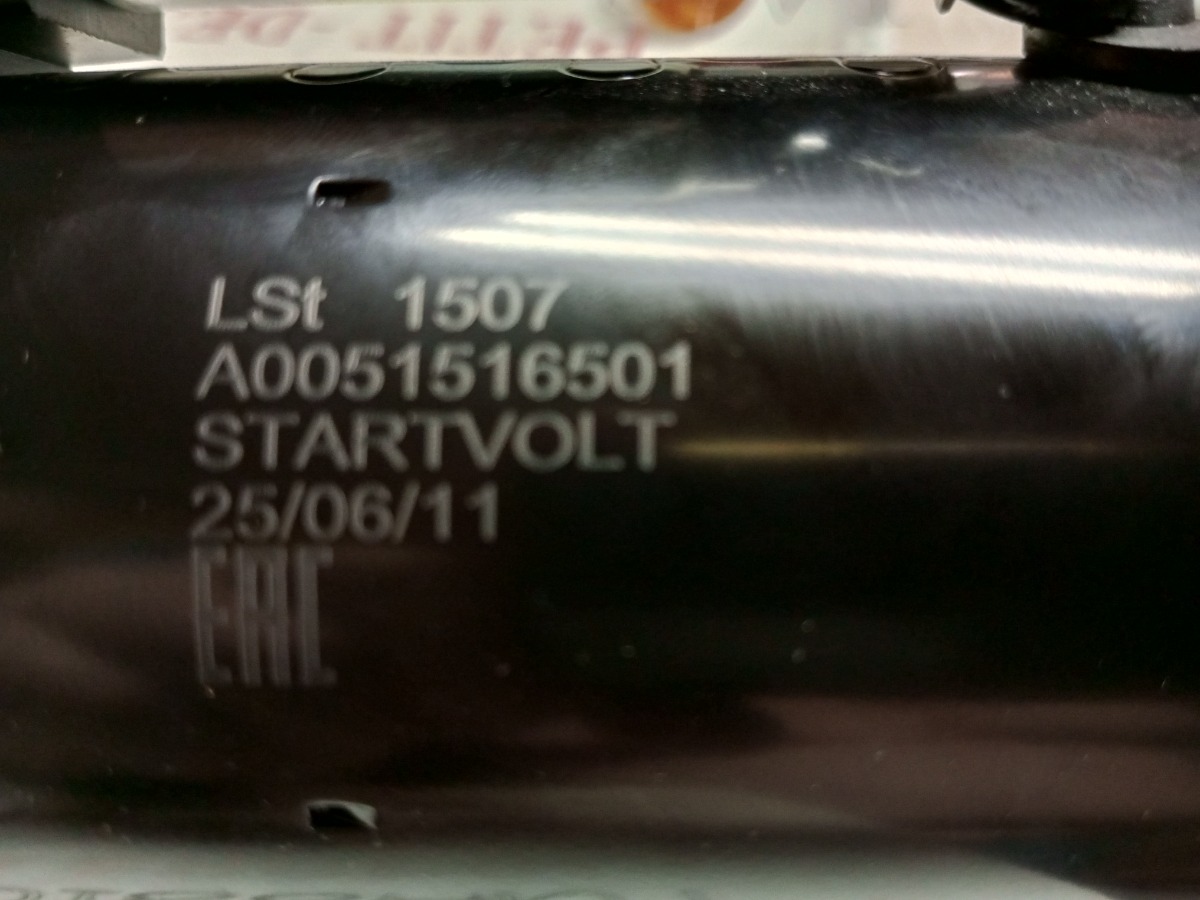 LSt 1507
A0051516501
STARTVOLT
25/06/11
EAC